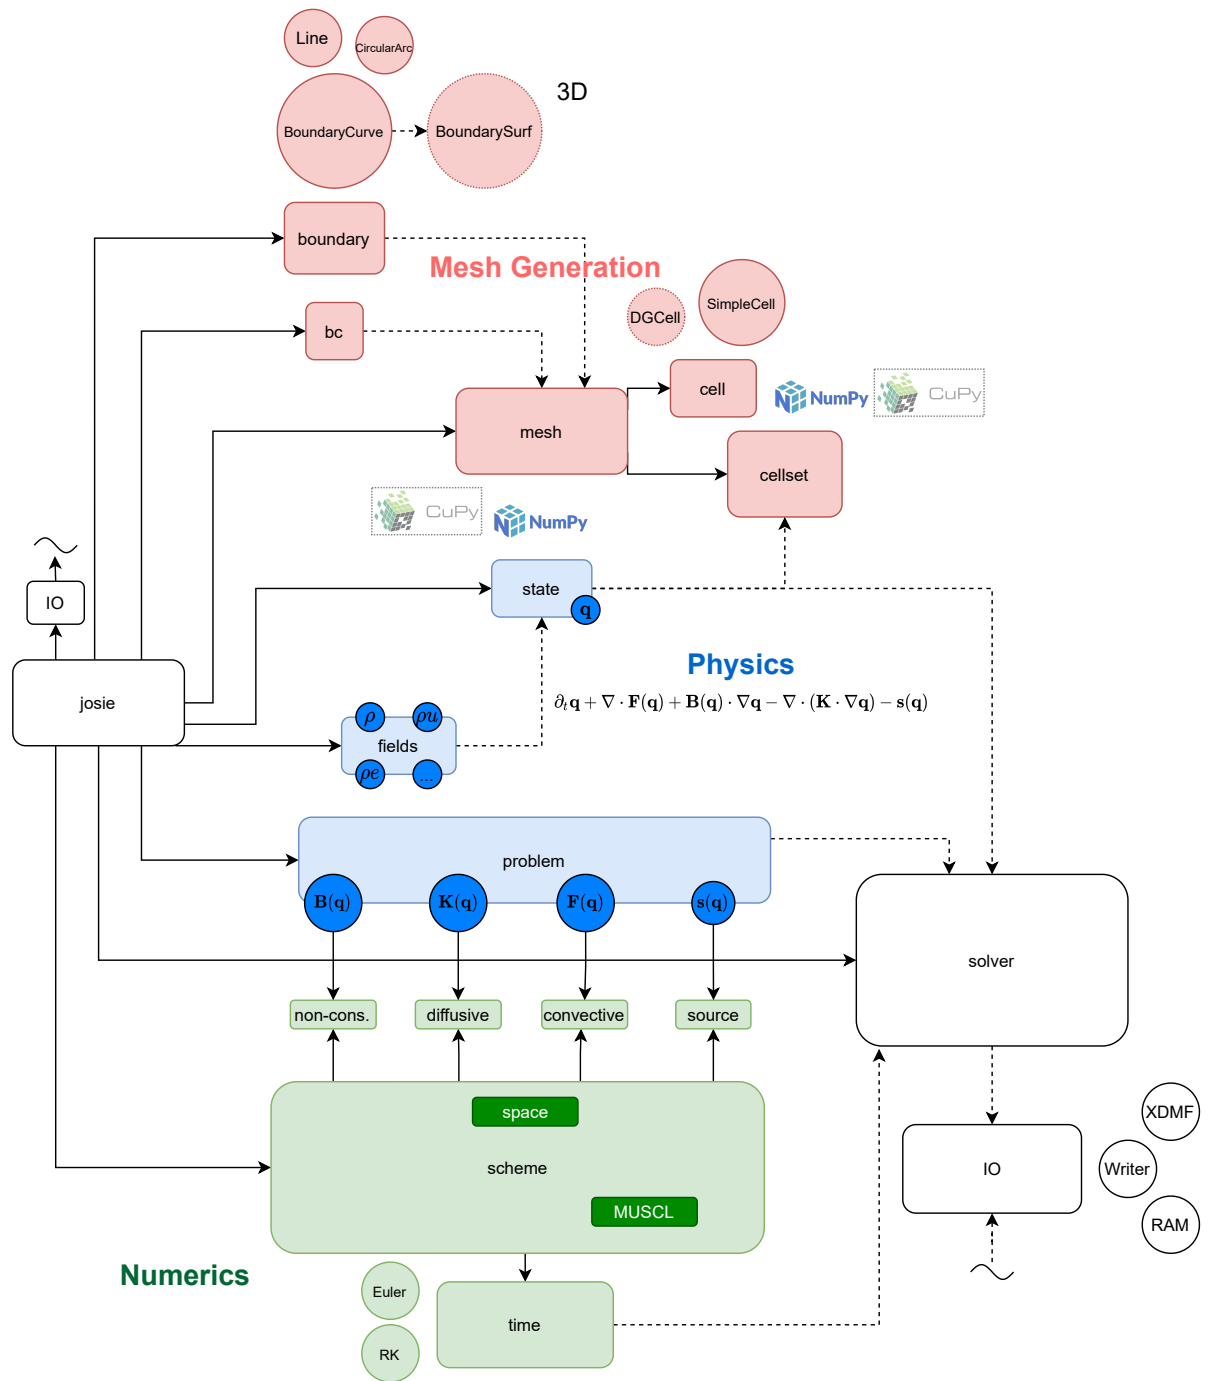 Line
CircularArc
3D
BoundaryCurve
BoundarySurf
boundary
Mesh Generation
SimpleCell
DGCell
bc
cell
NumPy
CuPy
mesh
cellset
CuPy
NumPy
state
q
IO
Physics
josie
∂ₜq + ∇ · F(q) + B(q) · ∇q − ∇ · (K · ∇q) − s(q)
ρ
ρu
fields
ρe
...
problem
B(q)
K(q)
F(q)
s(q)
solver
non-cons.
diffusive
convective
source
space
XDMF
scheme
IO
Writer
MUSCL
RAM
Numerics
Euler
time
RK